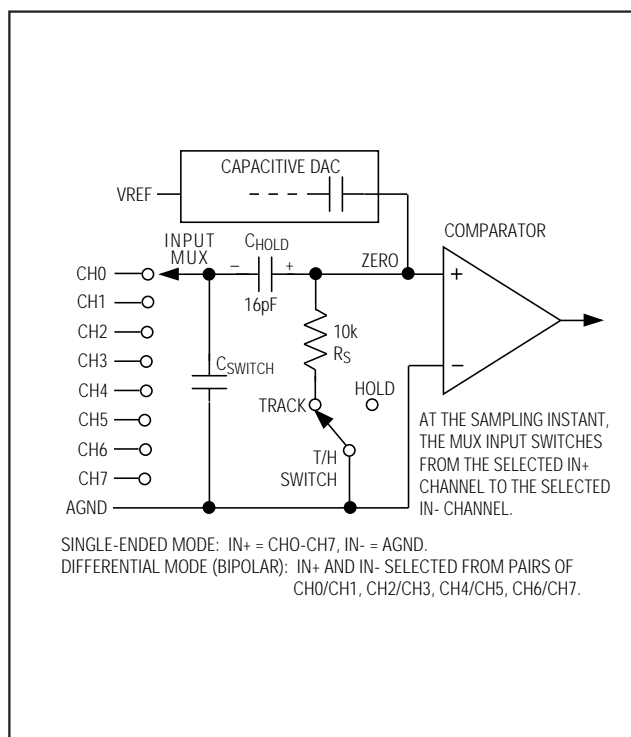 CAPACITIVE DAC
VREF
COMPARATOR
INPUT
MUX
CHOLD
–
+
16pF
ZERO
+
–
CH0
CH1
CH2
CH3
CH4
CH5
CH6
CH7
AGND
CSWITCH
10k
RS
TRACK
HOLD
T/H
SWITCH
AT THE SAMPLING INSTANT,
THE MUX INPUT SWITCHES
FROM THE SELECTED IN+
CHANNEL TO THE SELECTED
IN- CHANNEL.
SINGLE-ENDED MODE: IN+ = CHO-CH7, IN- = AGND.
DIFFERENTIAL MODE (BIPOLAR): IN+ AND IN- SELECTED FROM PAIRS OF
CH0/CH1, CH2/CH3, CH4/CH5, CH6/CH7.